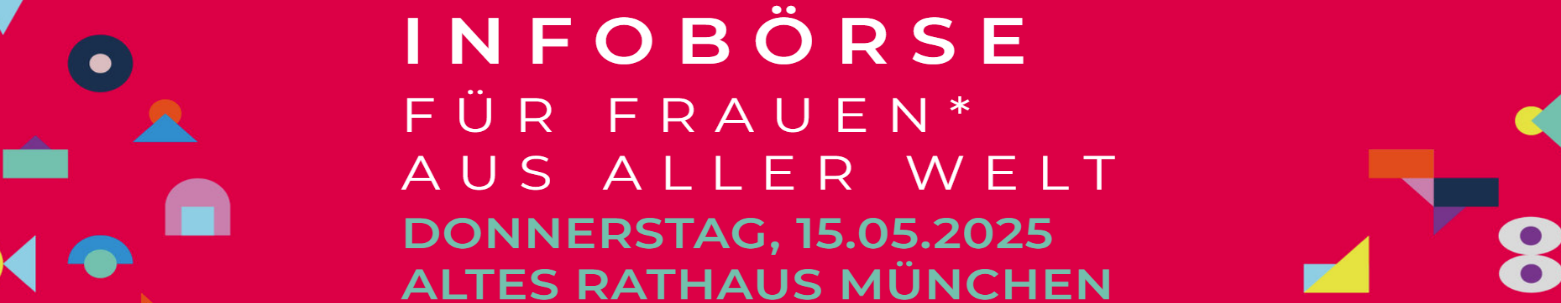 INFOBÖRSE
FÜR FRAUEN*
AUS ALLER WELT
DONNERSTAG, 15.05.2025
ALTES RATHAUS MÜNCHEN